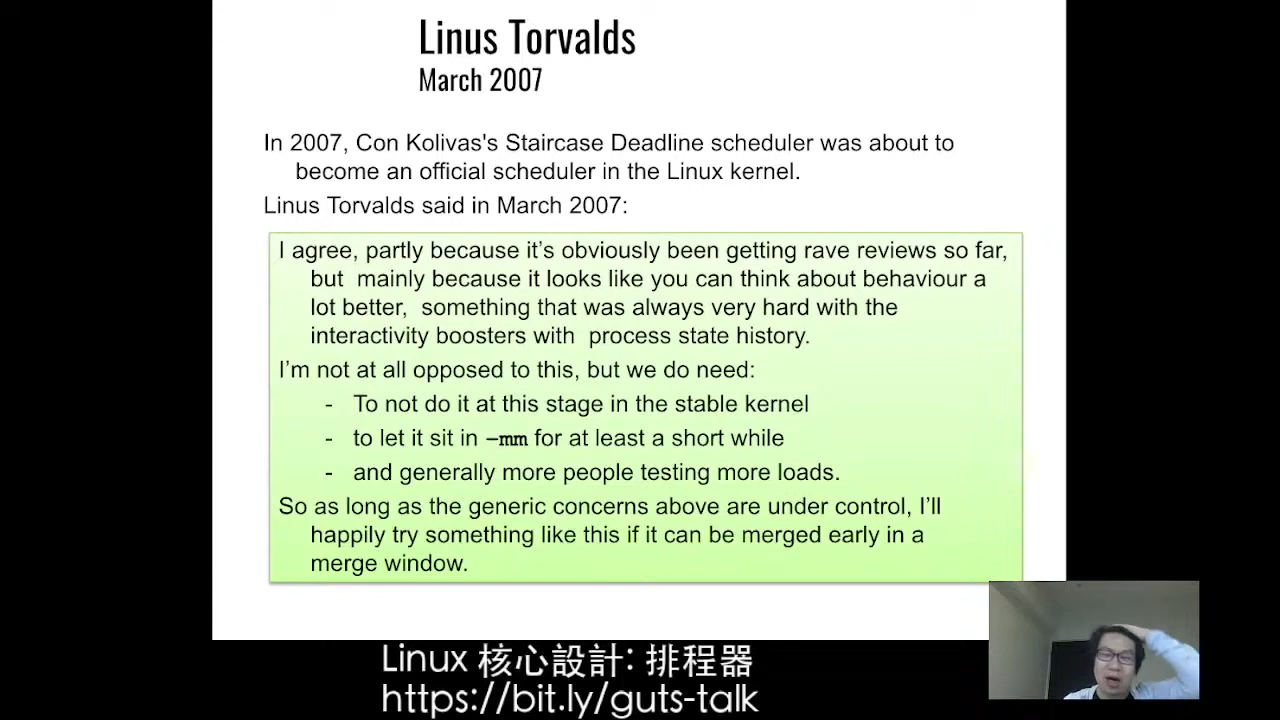 Linus Torvalds
March 2007
In 2007, Con Kolivas's Staircase Deadline scheduler was about to
become an official scheduler in the Linux kernel.
Linus Torvalds said in March 2007:
I agree, partly because it’s obviously been getting rave reviews so far,
but mainly because it looks like you can think about behaviour a
lot better, something that was always very hard with the
interactivity boosters with process state history.
I’m not at all opposed to this, but we do need:
- To not do it at this stage in the stable kernel
- to let it sit in –mm for at least a short while
- and generally more people testing more loads.
So as long as the generic concerns above are under control, I’ll
happily try something like this if it can be merged early in a
merge window.
Linux 核心設計: 排程器
https://bit.ly/guts-talk